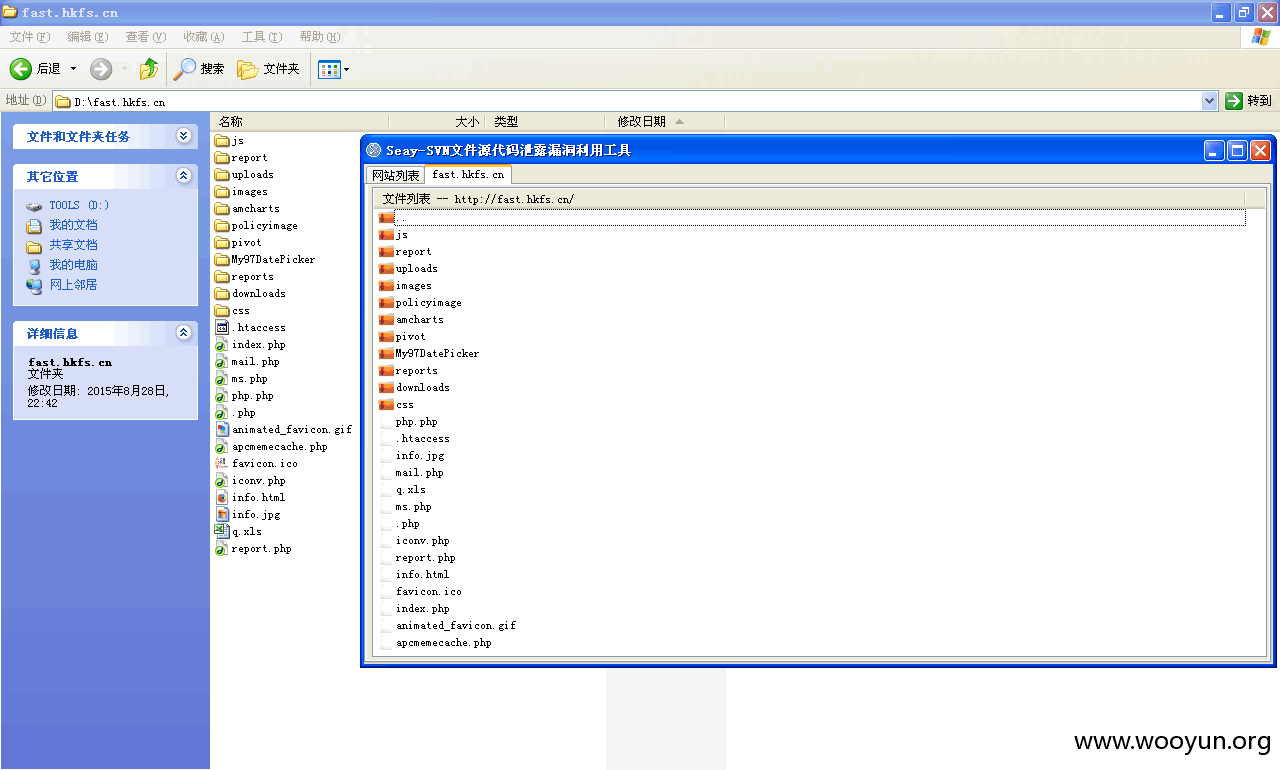 fast.hkfs.cn
文件(F) 编辑(E) 查看(V) 收藏(A) 工具(T) 帮助(H)
后退 搜索 文件夹
地址(D) D:\fast.hkfs.cn 转到
文件和文件夹任务
其它位置
TOOLS (D:)
我的文档
共享文档
我的电脑
网上邻居
详细信息
fast.hkfs.cn
文件夹
修改日期: 2015年8月28日,
22:42
名称 大小 类型 修改日期
js
report
uploads
images
amcharts
policyimage
pivot
My97DatePicker
reports
downloads
css
.htaccess
index.php
mail.php
ms.php
php.php
.php
animated_favicon.gif
apcmemecache.php
favicon.ico
iconv.php
info.html
info.jpg
q.xls
report.php
Seay-SVN文件源代码泄露漏洞利用工具
网站列表 fast.hkfs.cn
文件列表 -- http://fast.hkfs.cn/
..
js
report
uploads
images
policyimage
amcharts
pivot
My97DatePicker
reports
downloads
css
php.php
.htaccess
info.jpg
mail.php
q.xls
ms.php
.php
iconv.php
report.php
info.html
favicon.ico
index.php
animated_favicon.gif
apcmemecache.php
www.wooyun.org